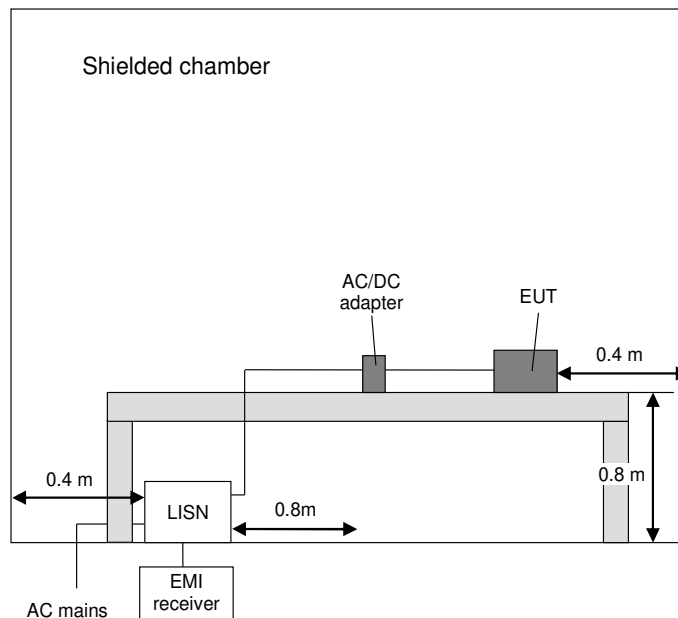 Shielded chamber
AC/DC
adapter
EUT
0.4 m
0.4 m
0.8 m
LISN
0.8m
EMI
receiver
AC mains